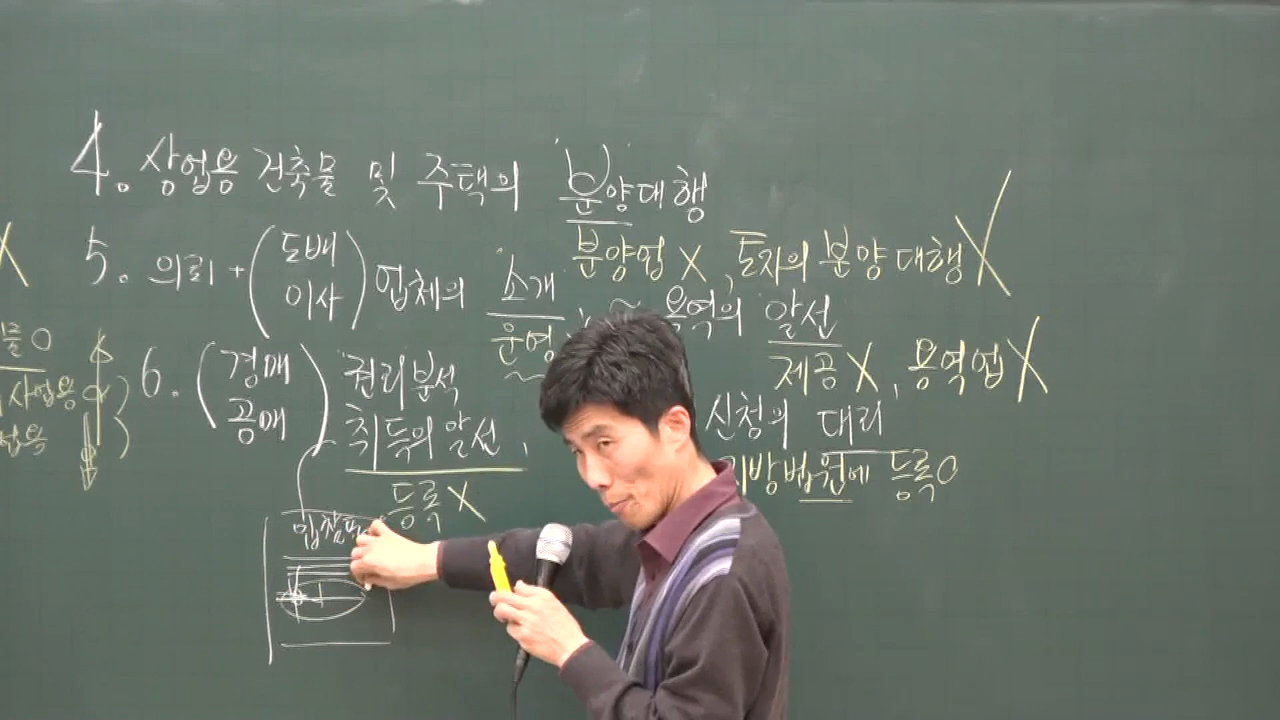 4. 상업용 건축물 및 주택의 분양대행
분양업 X, 토지의 분양대행 X
5. 의뢰 + (도배 이사) 업체의 소개
운영
용역의 알선
제공 X, 용역업 X
6. (경매 공매) 권리분석
취득의 알선,
등록 X
신청의 대리
지방법원에 등록 O
입찰표
물 O
사업용